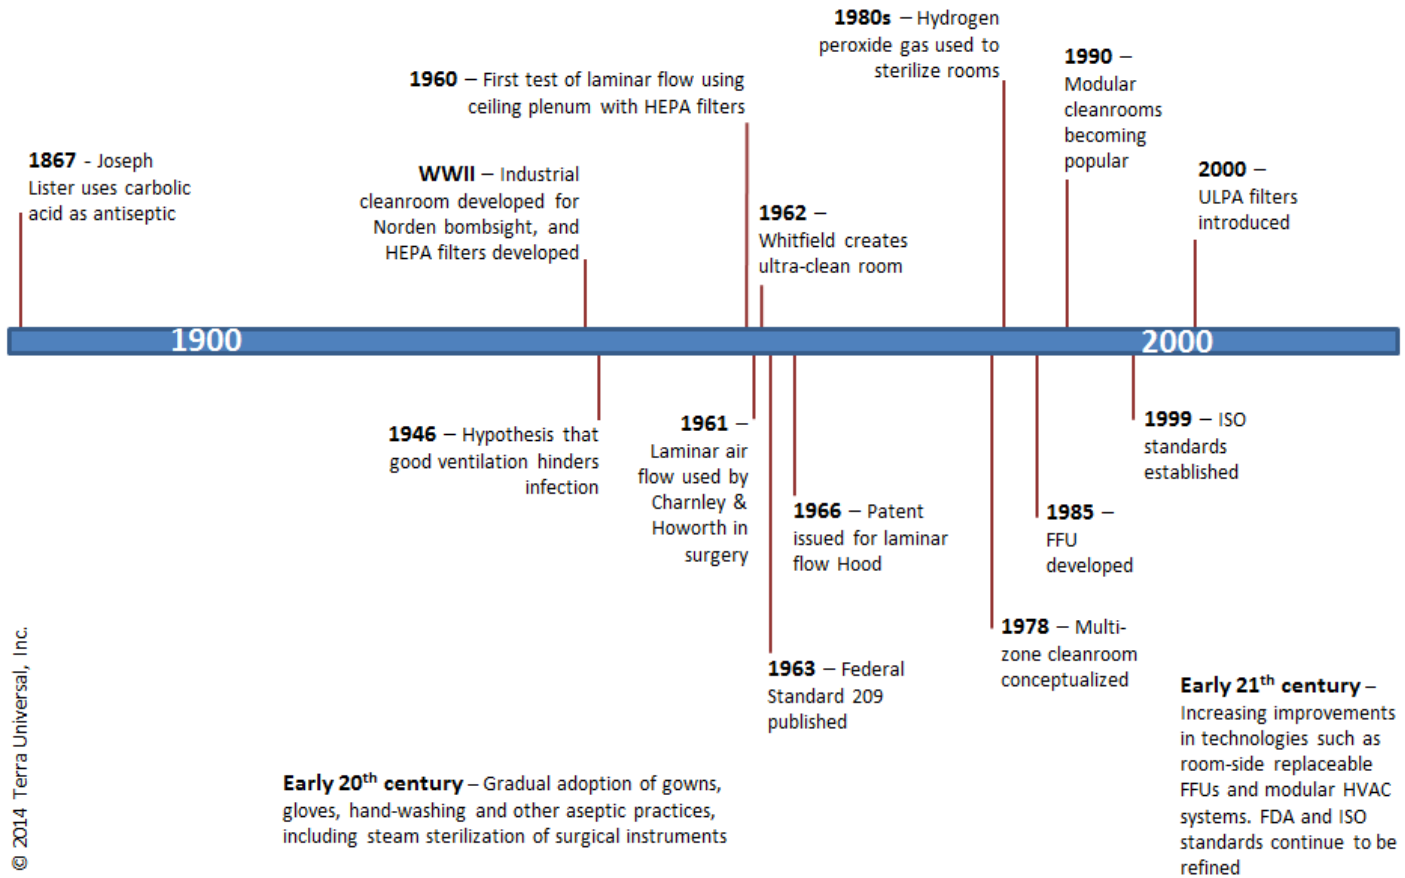 1980s – Hydrogen
peroxide gas used to
sterilize rooms
1990 –
Modular
cleanrooms
becoming
popular
1960 – First test of laminar flow using
ceiling plenum with HEPA filters
1867 - Joseph
Lister uses carbolic
acid as antiseptic
WWII – Industrial
cleanroom developed for
Norden bombsight, and
HEPA filters developed
1962 –
Whitfield creates
ultra-clean room
2000 –
ULPA filters
introduced
1900
2000
1946 – Hypothesis that
good ventilation hinders
infection
1961 –
Laminar air
flow used by
Charnley &
Howorth in
surgery
1966 – Patent
issued for laminar
flow Hood
1985 –
FFU
developed
1999 – ISO
standards
established
1963 – Federal
Standard 209
published
1978 – Multi-
zone cleanroom
conceptualized
Early 20th century – Gradual adoption of gowns,
gloves, hand-washing and other aseptic practices,
including steam sterilization of surgical instruments
Early 21th century –
Increasing improvements
in technologies such as
room-side replaceable
FFUs and modular HVAC
systems. FDA and ISO
standards continue to be
refined
© 2014 Terra Universal, Inc.